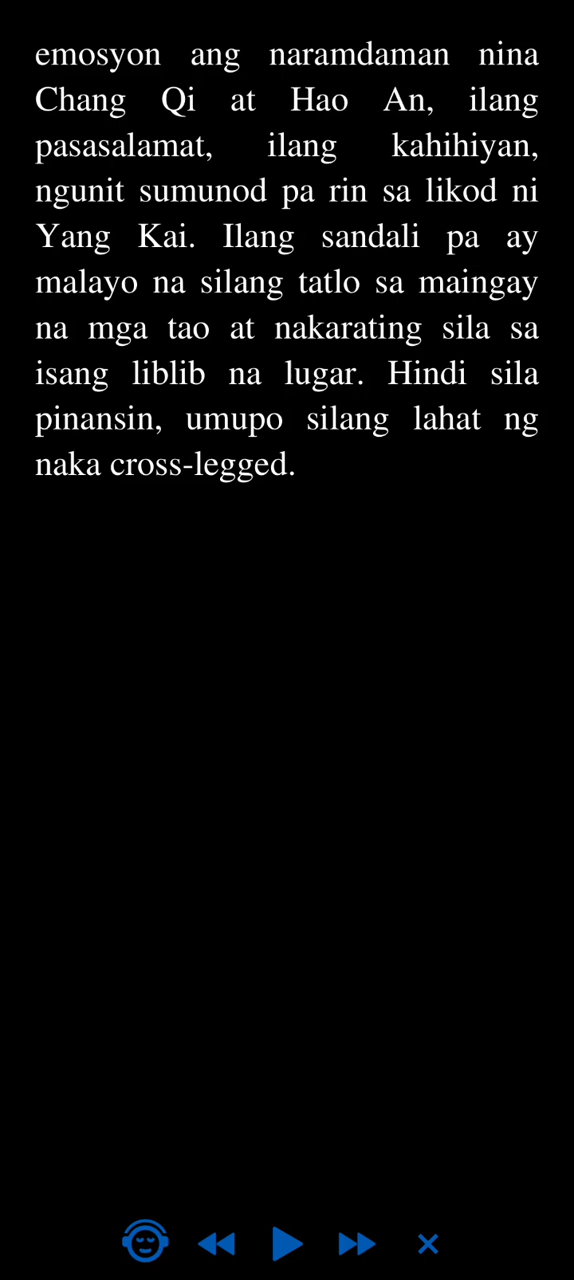 emosyon ang naramdaman nina
Chang Qi at Hao An, ilang
pasasalamat, ilang kahihiyan,
ngunit sumunod pa rin sa likod ni
Yang Kai. Ilang sandali pa ay
malayo na silang tatlo sa maingay
na mga tao at nakarating sila sa
isang liblib na lugar. Hindi sila
pinansin, umupo silang lahat ng
naka cross-legged.